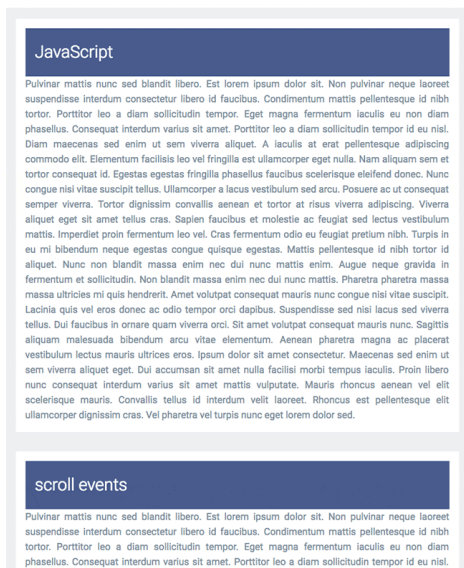 JavaScript
Pulvinar mattis nunc sed blandit libero. Est lorem ipsum dolor sit. Non pulvinar neque laoreet
suspendisse interdum consectetur libero id faucibus. Condimentum mattis pellentesque id nibh
tortor. Porttitor leo a diam sollicitudin tempor. Eget magna fermentum iaculis eu non diam
phasellus. Consequat interdum varius sit amet. Porttitor leo a diam sollicitudin tempor id eu nisl.
Diam maecenas sed enim ut sem viverra aliquet. A iaculis at erat pellentesque adipiscing
commodo elit. Elementum facilisis leo vel fringilla est ullamcorper eget nulla. Nam aliquam sem et
tortor consequat id. Egestas egestas fringilla phasellus faucibus scelerisque eleifend donec. Nunc
congue nisi vitae suscipit tellus. Ullamcorper a lacus vestibulum sed arcu. Posuere ac ut consequat
semper viverra. Tortor dignissim convallis aenean et tortor at risus viverra adipiscing. Viverra
aliquet eget sit amet tellus cras. Sapien faucibus et molestie ac feugiat sed lectus vestibulum
mattis. Imperdiet proin fermentum leo vel. Cras fermentum odio eu feugiat pretium nibh. Turpis in
eu mi bibendum neque egestas congue quisque egestas. Mattis pellentesque id nibh tortor id
aliquet. Nunc non blandit massa enim nec dui nunc mattis enim. Augue neque gravida in
fermentum et sollicitudin. Non blandit massa enim nec dui nunc mattis. Pharetra pharetra massa
massa ultricies mi quis hendrerit. Amet volutpat consequat mauris nunc congue nisi vitae suscipit.
Lacinia quis vel eros donec ac odio tempor orci dapibus. Suspendisse sed nisi lacus sed viverra
tellus. Dui faucibus in ornare quam viverra orci. Sit amet volutpat consequat mauris nunc. Sagittis
aliquam malesuada bibendum arcu vitae elementum. Aenean pharetra magna ac placerat
vestibulum lectus mauris ultrices eros. Ipsum dolor sit amet consectetur. Maecenas sed enim ut
sem viverra aliquet eget. Dui accumsan sit amet nulla facilisi morbi tempus iaculis. Proin libero
nunc consequat interdum varius sit amet mattis vulputate. Mauris rhoncus aenean vel elit
scelerisque mauris. Convallis tellus id interdum velit laoreet. Rhoncus est pellentesque elit
ullamcorper dignissim cras. Vel pharetra vel turpis nunc eget lorem dolor sed.
scroll events
Pulvinar mattis nunc sed blandit libero. Est lorem ipsum dolor sit. Non pulvinar neque laoreet
suspendisse interdum consectetur libero id faucibus. Condimentum mattis pellentesque id nibh
tortor. Porttitor leo a diam sollicitudin tempor. Eget magna fermentum iaculis eu non diam
phasellus. Consequat interdum varius sit amet. Porttitor leo a diam sollicitudin tempor id eu nisl.